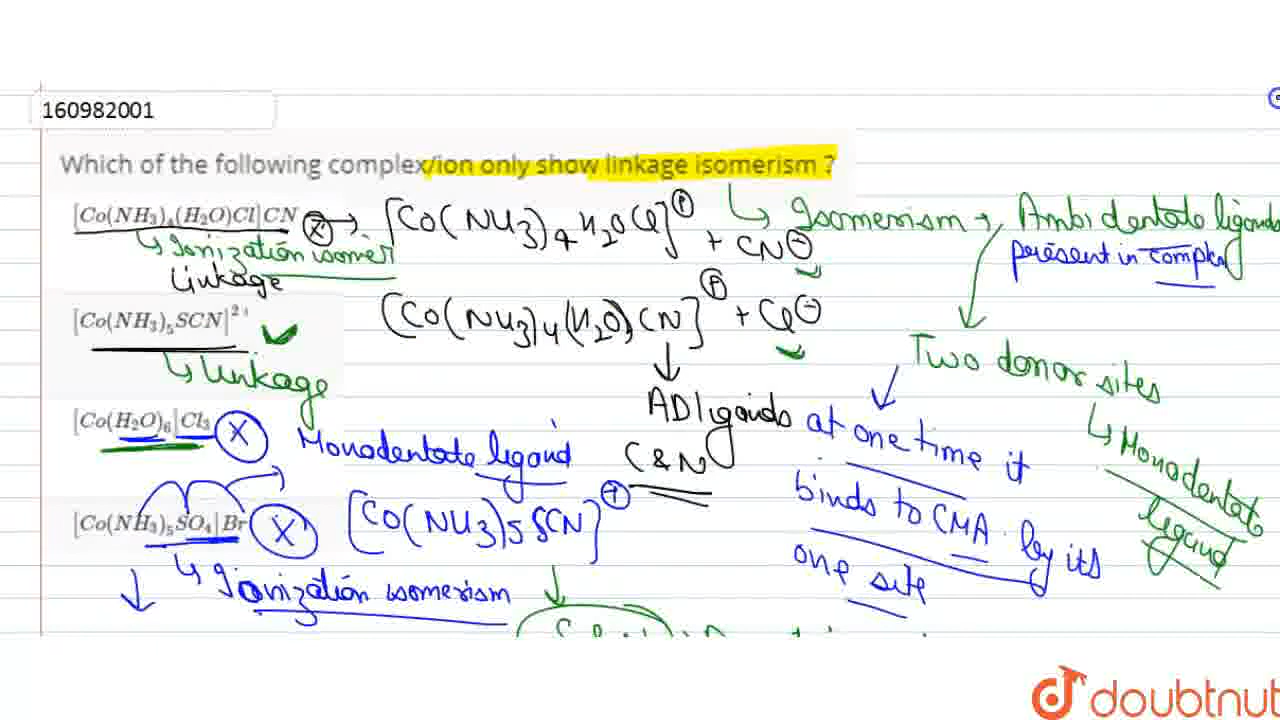 160982001
Which of the following complex/ion only show linkage isomerism ?
[Co(NH₃)₄(H₂O)Cl]CN
Ionization isomer
Linkage
[Co(NH3)4H2OCl]⊕ + CN⊖
Isomerism → Ambidentate ligands
present in complex
[Co(NH3)4(H2O)CN]⊕ + Cl⊖
[Co(NH₃)₅SCN]²⁺
Linkage
AD ligands
C & N
Two donor sites
at one time it
binds to CMA by its
one site
Monodentate
ligand
[Co(H₂O)₆]Cl₃ X
Monodentate ligand
[Co(NH₃)₅SO₄]Br X
[Co(NH3)5SCN]⊕
Ionization isomerism
doubtnut